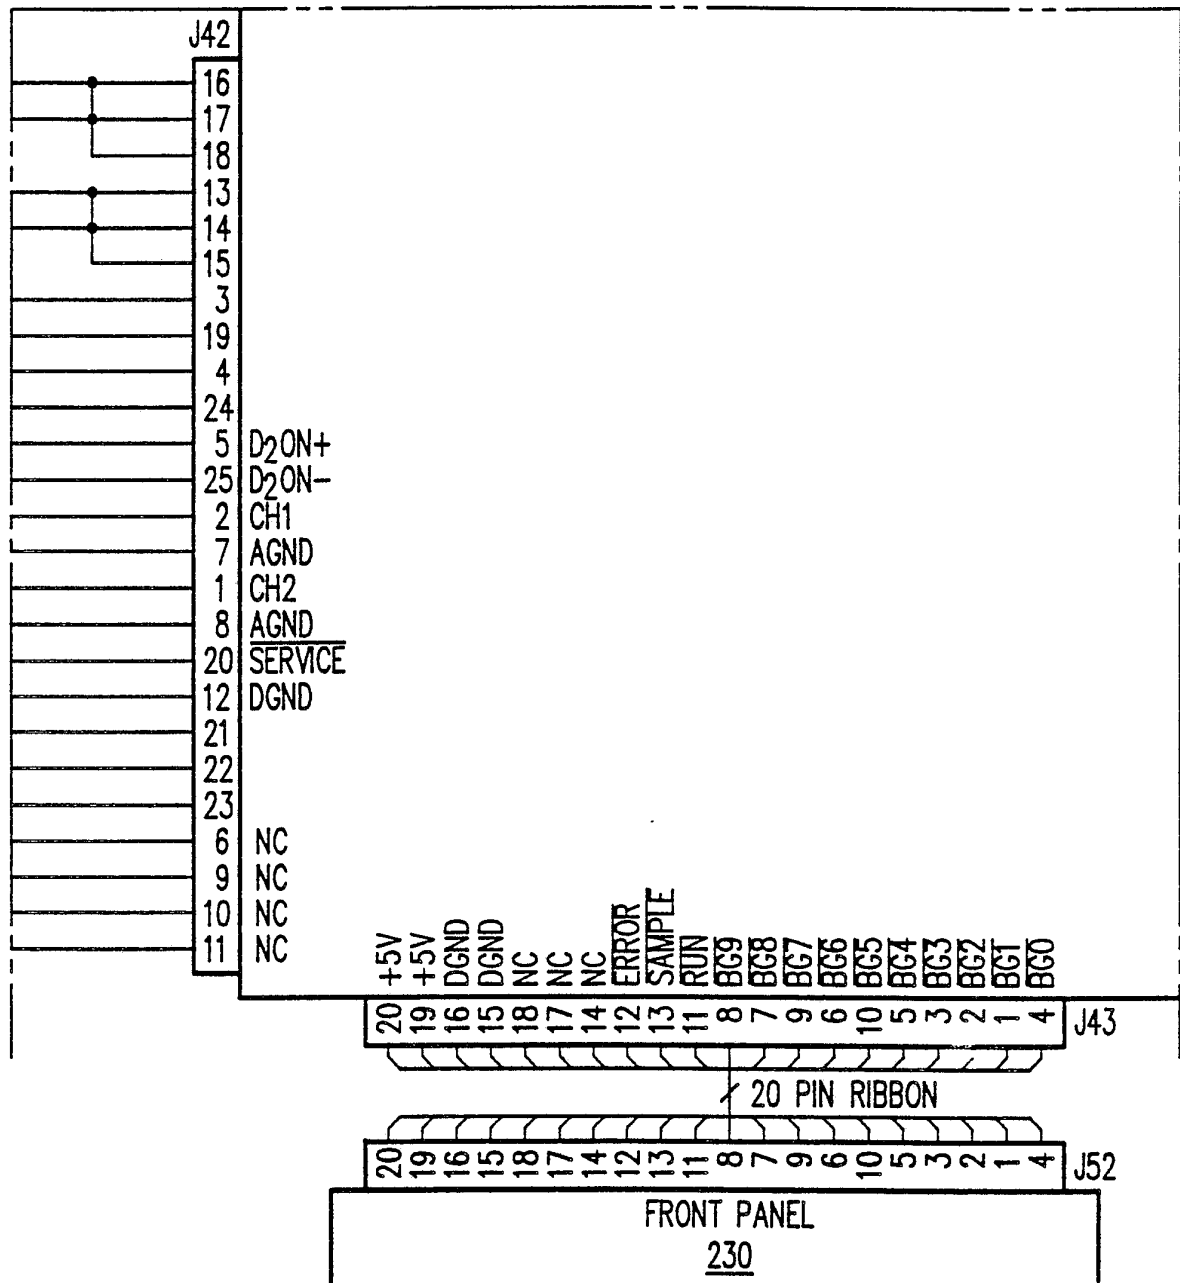 J42
16
17
18
13
14
15
3
19
4
24
5 D2ON+
25 D2ON-
2 CH1
7 AGND
1 CH2
8 AGND
20 SERVICE
12 DGND
21
22
23
6 NC
9 NC
10 NC
11 NC
+5V +5V DGND DGND NC NC NC ERROR SAMPLE RUN BG9 BG8 BG7 BG6 BG5 BG4 BG3 BG2 BG1 BG0
20 19 16 15 18 17 14 12 13 11 8 7 9 6 10 5 3 2 1 4 J43
20 PIN RIBBON
20 19 16 15 18 17 14 12 13 11 8 7 9 6 10 5 3 2 1 4 J52
FRONT PANEL
230